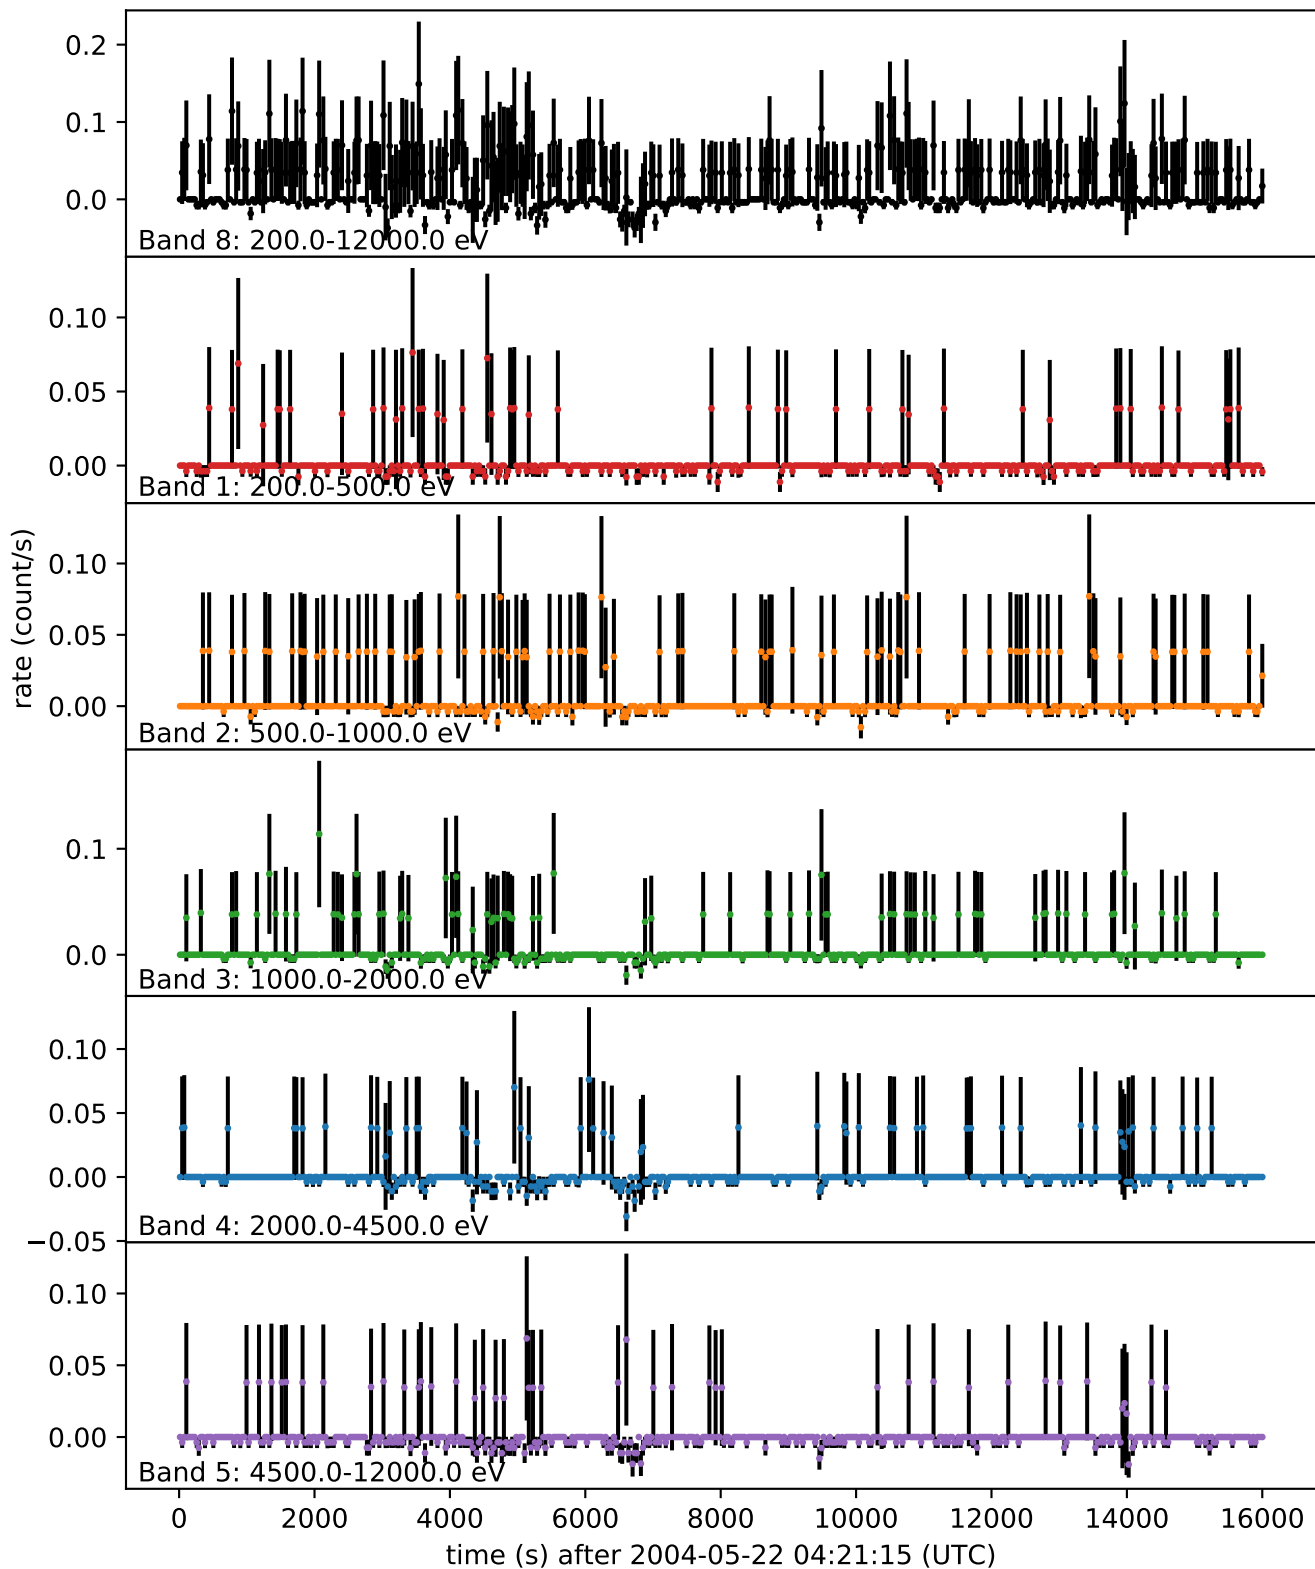 0.2
0.1
0.0
Band 8: 200.0-12000.0 eV
0.10
0.05
0.00
Band 1: 200.0-500.0 eV
0.10
0.05
0.00
Band 2: 500.0-1000.0 eV
rate (count/s)
0.1
0.0
Band 3: 1000.0-2000.0 eV
0.10
0.05
0.00
−0.05
Band 4: 2000.0-4500.0 eV
0.10
0.05
0.00
Band 5: 4500.0-12000.0 eV
0 2000 4000 6000 8000 10000 12000 14000 16000
time (s) after 2004-05-22 04:21:15 (UTC)